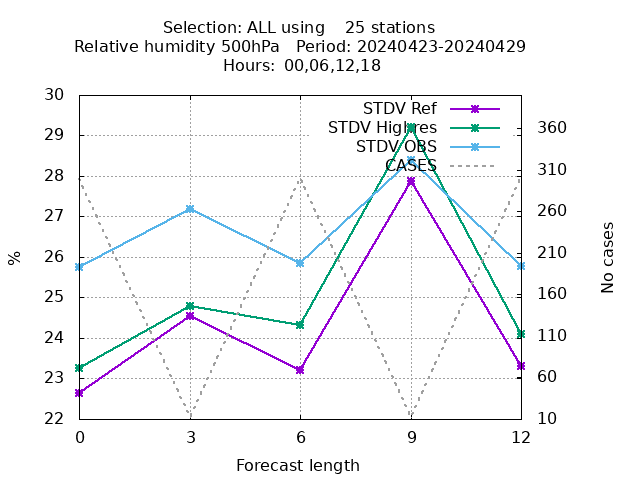 Selection: ALL using    25 stations
Relative humidity 500hPa   Period: 20240423-20240429
Hours: 00,06,12,18
30
29
28
27
26
25
24
23
22
%
STDV Ref
STDV Highres
STDV OBS
CASES
360
310
260
210
160
110
60
10
No cases
0 3 6 9 12
Forecast length